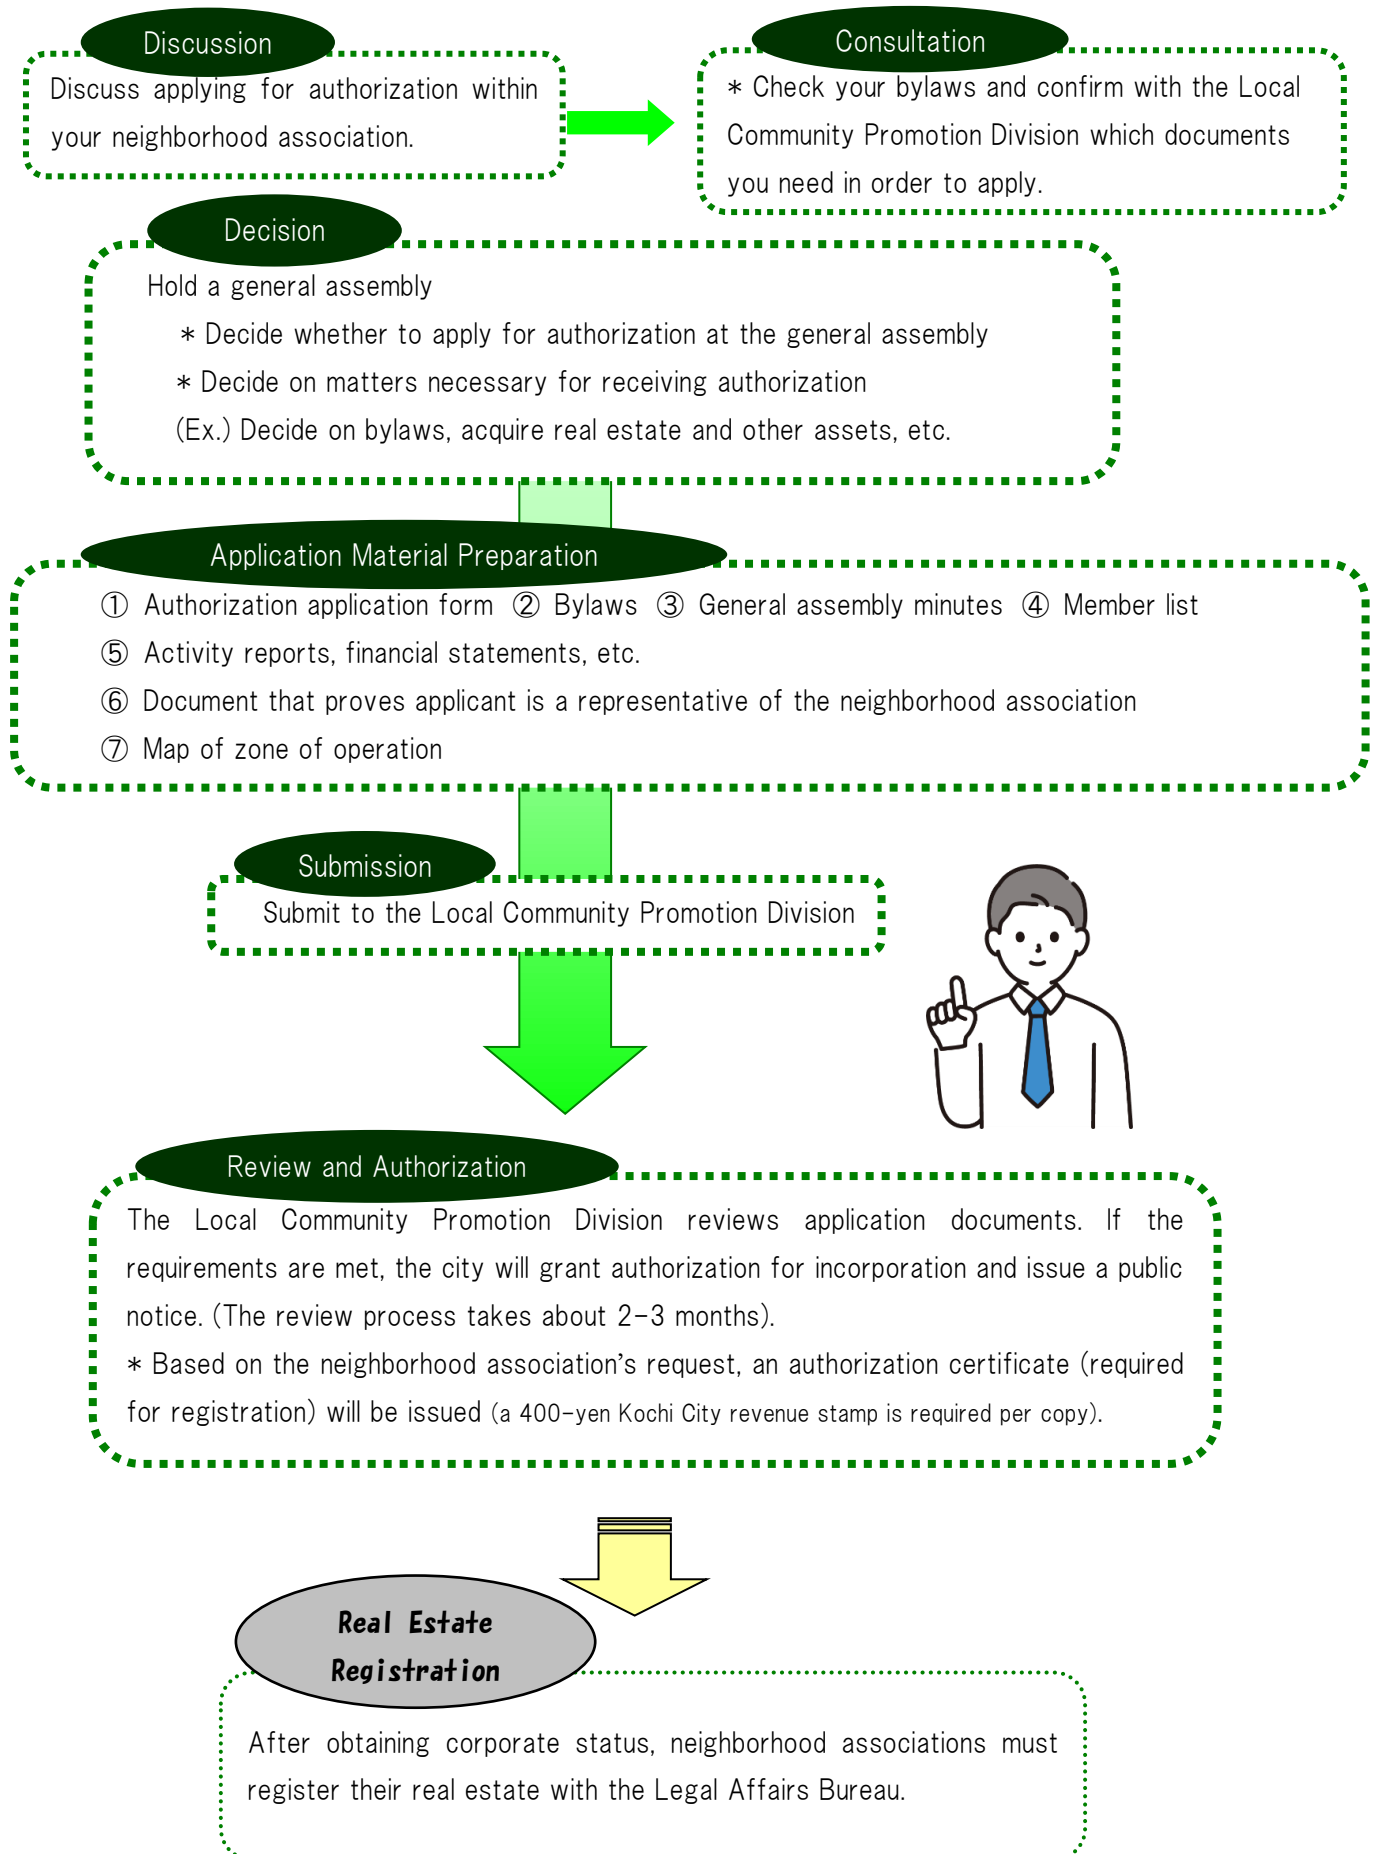 Discussion
Discuss applying for authorization within
your neighborhood association.
Consultation
* Check your bylaws and confirm with the Local
Community Promotion Division which documents
you need in order to apply.
Decision
Hold a general assembly
* Decide whether to apply for authorization at the general assembly
* Decide on matters necessary for receiving authorization
(Ex.) Decide on bylaws, acquire real estate and other assets, etc.
Application Material Preparation
① Authorization application form ② Bylaws ③ General assembly minutes ④ Member list
⑤ Activity reports, financial statements, etc.
⑥ Document that proves applicant is a representative of the neighborhood association
⑦ Map of zone of operation
Submission
Submit to the Local Community Promotion Division
Review and Authorization
The Local Community Promotion Division reviews application documents. If the
requirements are met, the city will grant authorization for incorporation and issue a public
notice. (The review process takes about 2-3 months).
* Based on the neighborhood association's request, an authorization certificate (required
for registration) will be issued (a 400-yen Kochi City revenue stamp is required per copy).
Real Estate
Registration
After obtaining corporate status, neighborhood associations must
register their real estate with the Legal Affairs Bureau.